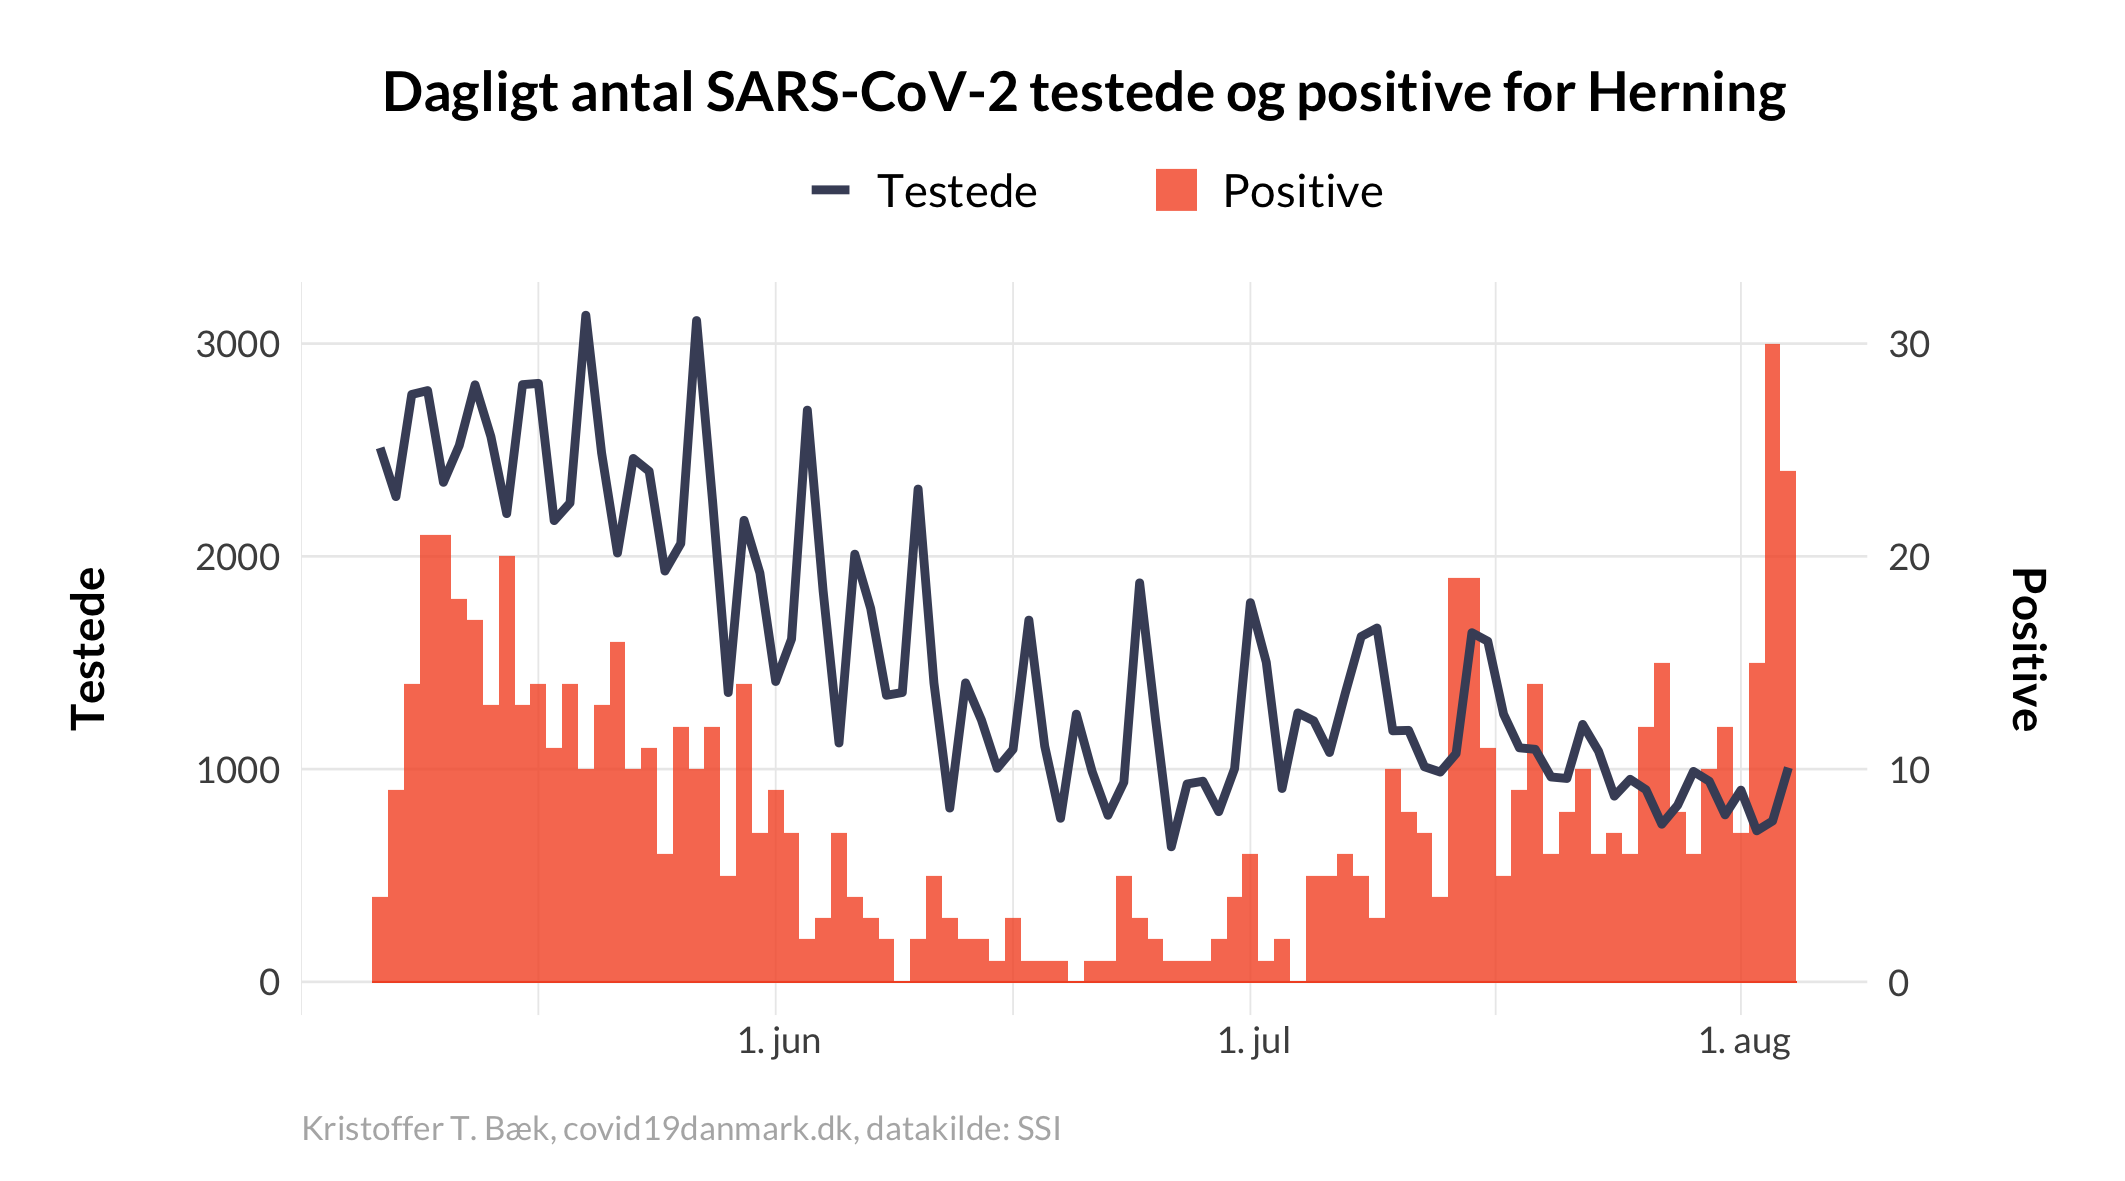 Dagligt antal SARS-CoV-2 testede og positive for Herning
Testede
Positive
3000
2000
1000
0
Testede
30
20
10
0
Positive
1. jun
1. jul
1. aug
Kristoffer T. Bæk, covid19danmark.dk, datakilde: SSI